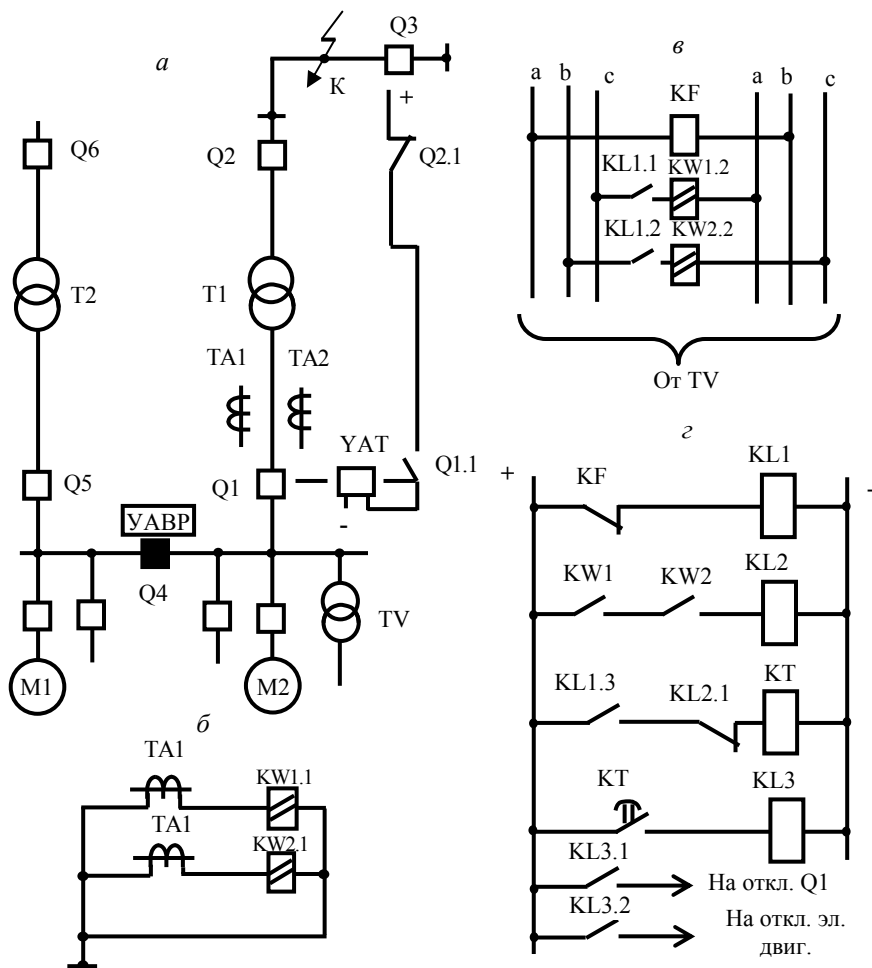 а
Q3
К
+
Q6
Q2
Q2.1
T2
T1
TA1
TA2
YAT
Q5
Q1
Q1.1
-
УАВР
Q4
TV
M1
M2
б
TA1
KW1.1
TA1
KW2.1
в
a b c a b c
KF
KL1.1 KW1.2
KL1.2 KW2.2
От TV
г
+
-
KF KL1
KW1 KW2 KL2
KL1.3 KL2.1 KT
KT KL3
KL3.1
На откл. Q1
KL3.2
На откл. эл.
двиг.